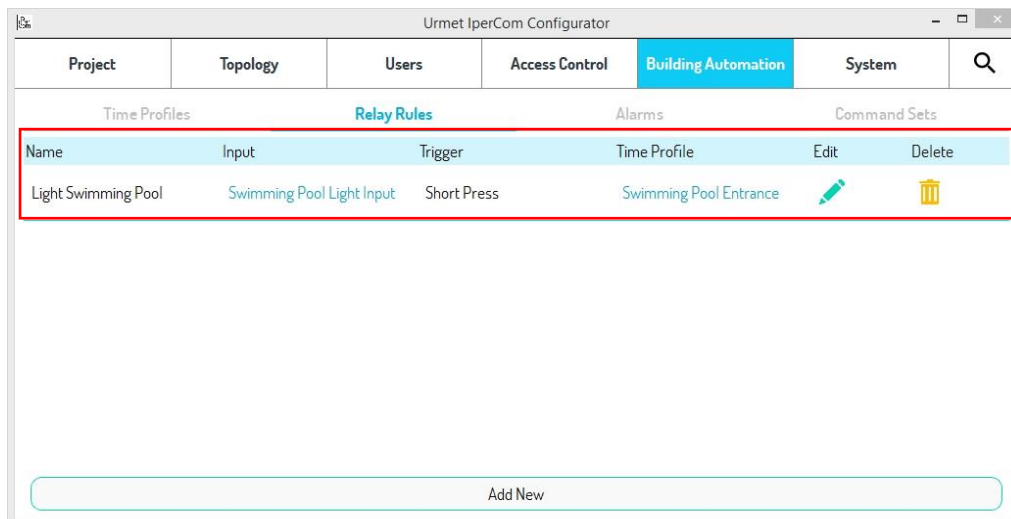 Urmet IperCom Configurator
Project Topology Users Access Control Building Automation System
Time Profiles Relay Rules Alarms Command Sets
Name Input Trigger Time Profile Edit Delete
Light Swimming Pool Swimming Pool Light Input Short Press Swimming Pool Entrance
Add New